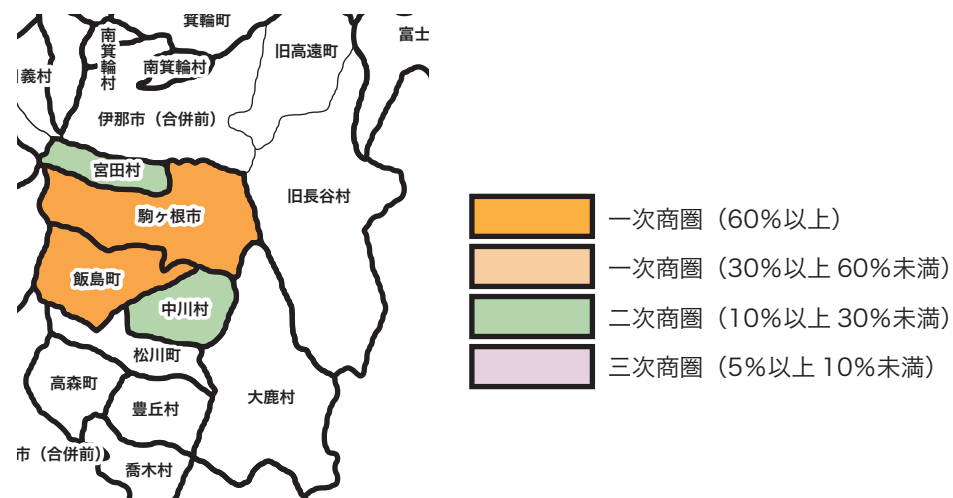 箕輪町
富士
南箕輪村
旧高遠町
南箕輪村
義村
伊那市（合併前）
宮田村
旧長谷村
駒ヶ根市
飯島町
中川村
松川町
高森町
大鹿村
豊丘村
市（合併前）
喬木村
一次商圏（60%以上）
一次商圏（30%以上 60%未満）
二次商圏（10%以上 30%未満）
三次商圏（5%以上 10%未満）